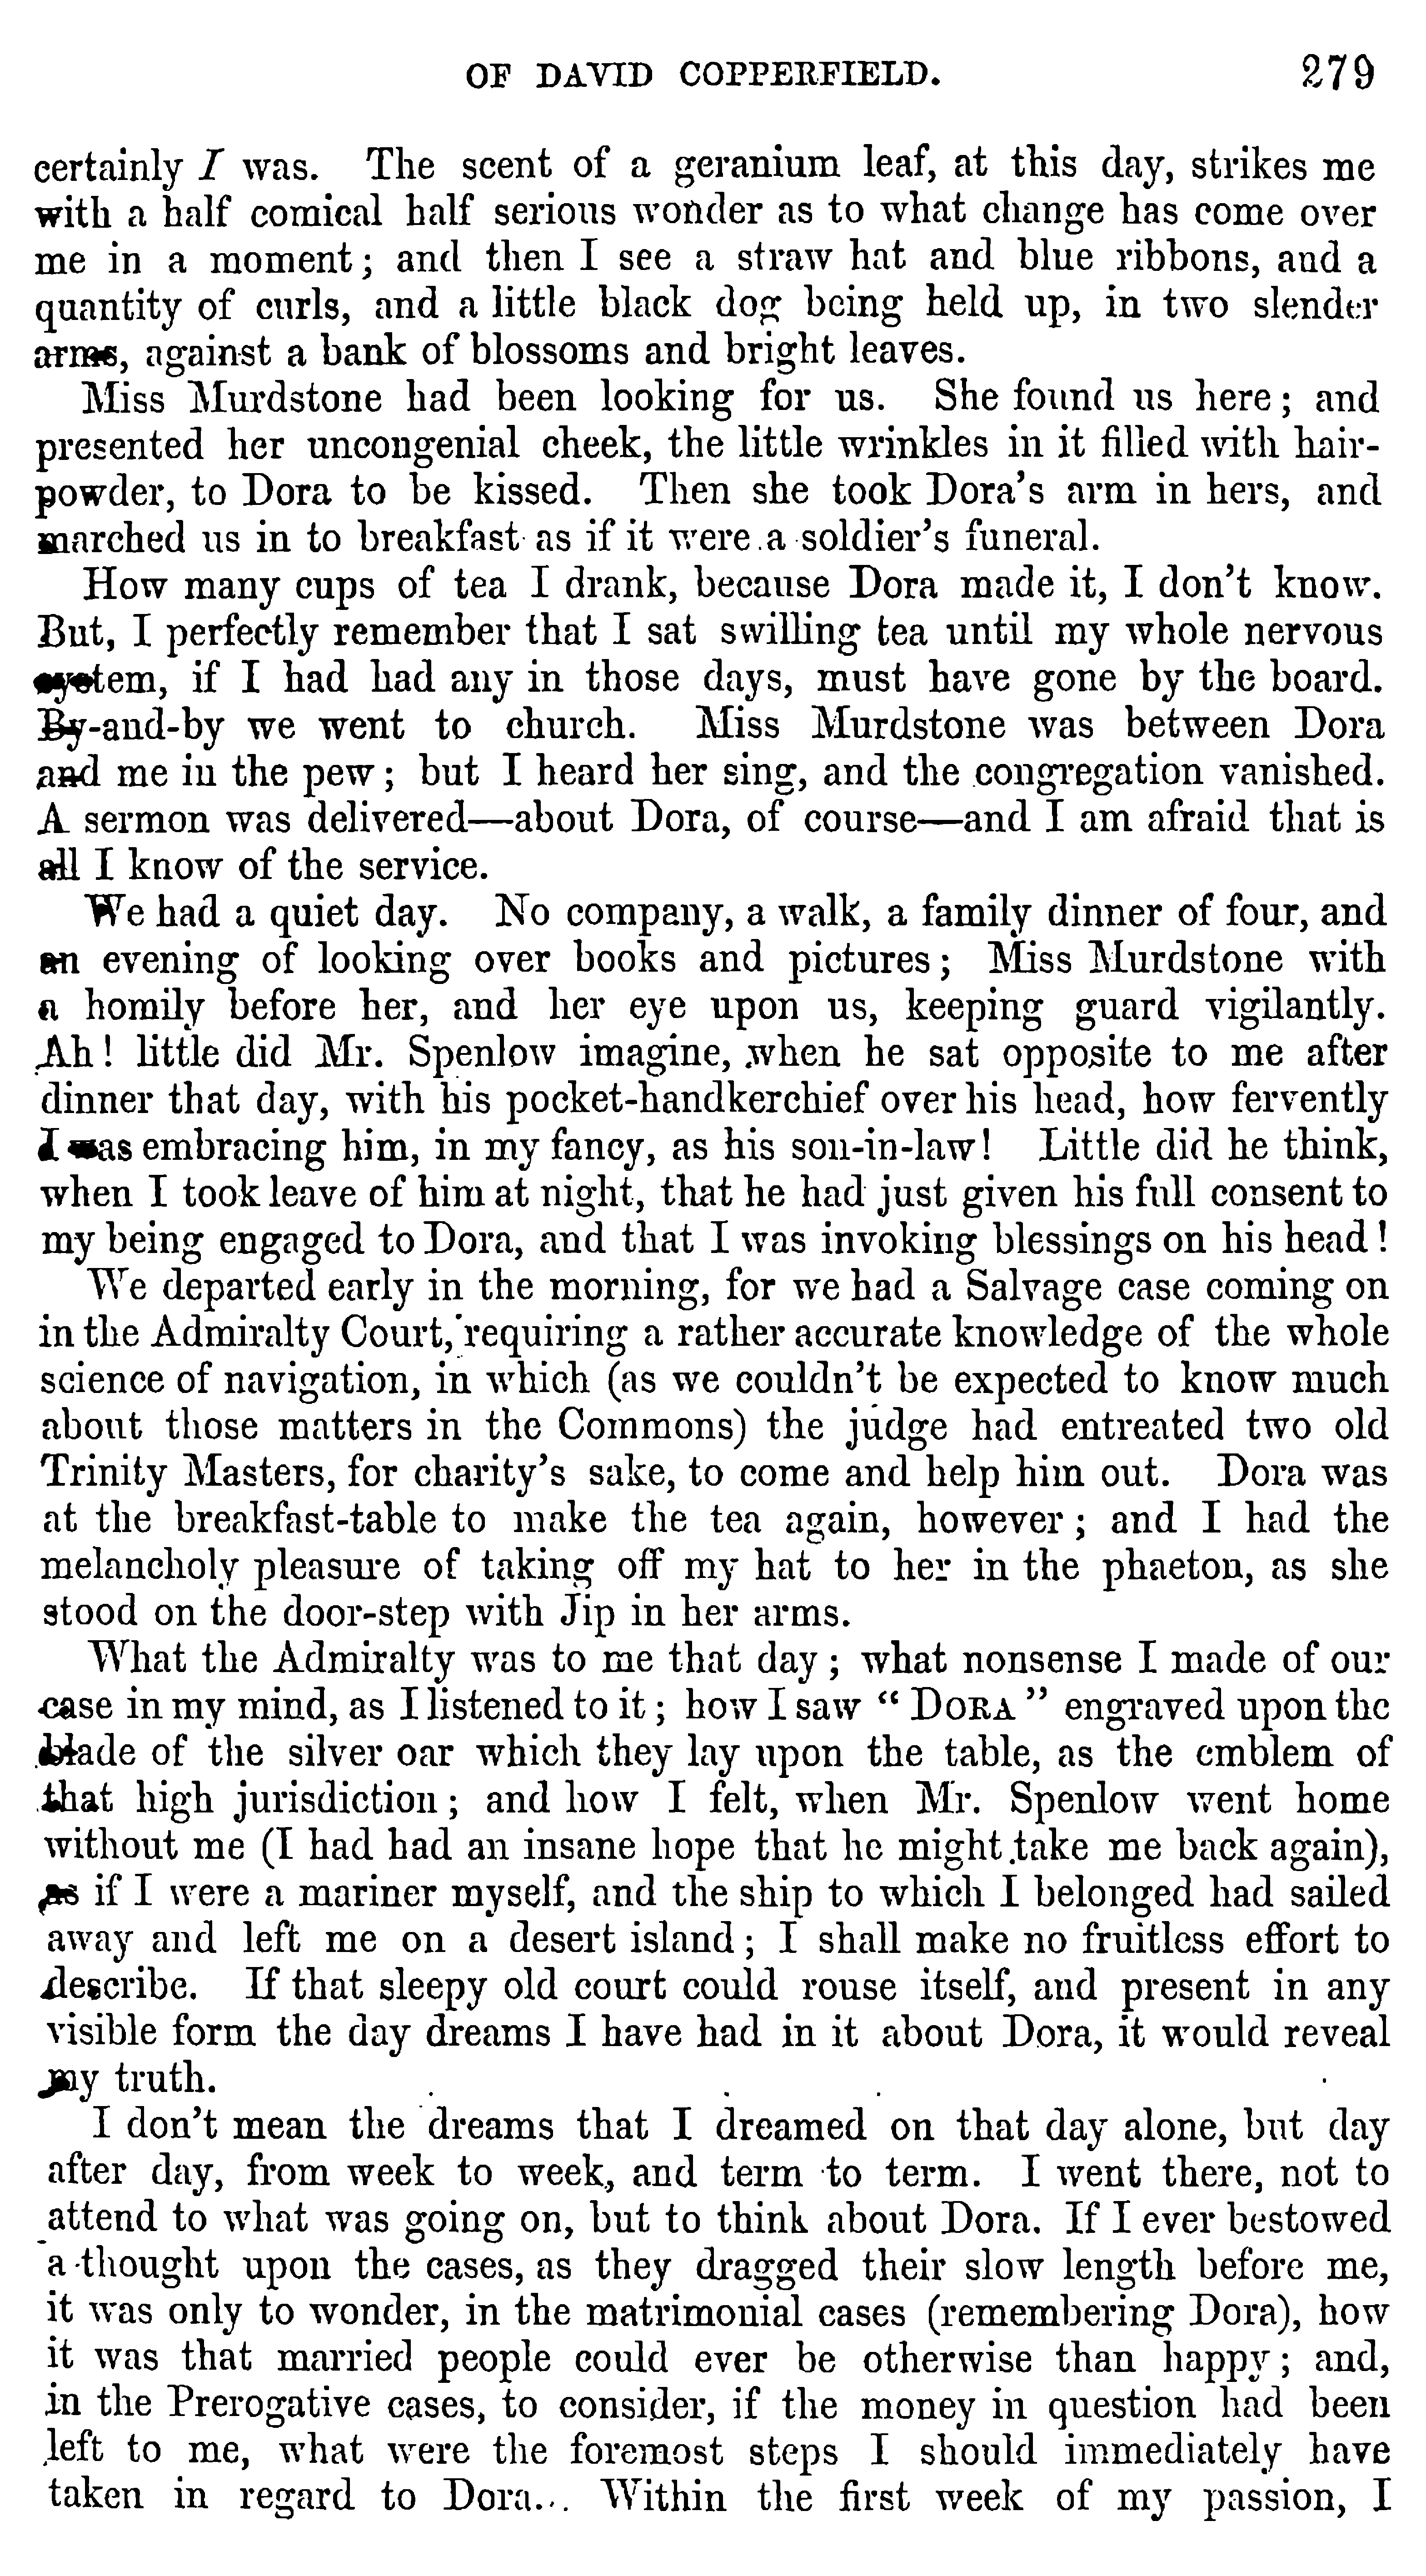 OF DAVID COPPERFIELD. 279
certainly I was. The scent of a geranium leaf, at this day, strikes me
with a half comical half serious wonder as to what change has come over
me in a moment; and then I see a straw hat and blue ribbons, and a
quantity of curls, and a little black dog being held up, in two slender
arms, against a bank of blossoms and bright leaves.
Miss Murdstone had been looking for us. She found us here; and
presented her uncongenial cheek, the little wrinkles in it filled with hair-
powder, to Dora to be kissed. Then she took Dora's arm in hers, and
marched us in to breakfast as if it were a soldier's funeral.
How many cups of tea I drank, because Dora made it, I don't know.
But, I perfectly remember that I sat swilling tea until my whole nervous
system, if I had had any in those days, must have gone by the board.
By-and-by we went to church. Miss Murdstone was between Dora
and me in the pew; but I heard her sing, and the congregation vanished.
A sermon was delivered—about Dora, of course—and I am afraid that is
all I know of the service.
We had a quiet day. No company, a walk, a family dinner of four, and
an evening of looking over books and pictures; Miss Murdstone with
a homily before her, and her eye upon us, keeping guard vigilantly.
Ah! little did Mr. Spenlow imagine, when he sat opposite to me after
dinner that day, with his pocket-handkerchief over his head, how fervently
I was embracing him, in my fancy, as his son-in-law! Little did he think,
when I took leave of him at night, that he had just given his full consent to
my being engaged to Dora, and that I was invoking blessings on his head!
We departed early in the morning, for we had a Salvage case coming on
in the Admiralty Court, requiring a rather accurate knowledge of the whole
science of navigation, in which (as we couldn't be expected to know much
about those matters in the Commons) the judge had entreated two old
Trinity Masters, for charity's sake, to come and help him out. Dora was
at the breakfast-table to make the tea again, however; and I had the
melancholy pleasure of taking off my hat to her in the phaeton, as she
stood on the door-step with Jip in her arms.
What the Admiralty was to me that day; what nonsense I made of our
case in my mind, as I listened to it; how I saw "DORA" engraved upon the
blade of the silver oar which they lay upon the table, as the emblem of
that high jurisdiction; and how I felt, when Mr. Spenlow went home
without me (I had had an insane hope that he might take me back again),
as if I were a mariner myself, and the ship to which I belonged had sailed
away and left me on a desert island; I shall make no fruitless effort to
describe. If that sleepy old court could rouse itself, and present in any
visible form the day dreams I have had in it about Dora, it would reveal
my truth.
I don't mean the dreams that I dreamed on that day alone, but day
after day, from week to week, and term to term. I went there, not to
attend to what was going on, but to think about Dora. If I ever bestowed
a thought upon the cases, as they dragged their slow length before me,
it was only to wonder, in the matrimonial cases (remembering Dora), how
it was that married people could ever be otherwise than happy; and,
in the Prerogative cases, to consider, if the money in question had been
left to me, what were the foremost steps I should immediately have
taken in regard to Dora. Within the first week of my passion, I